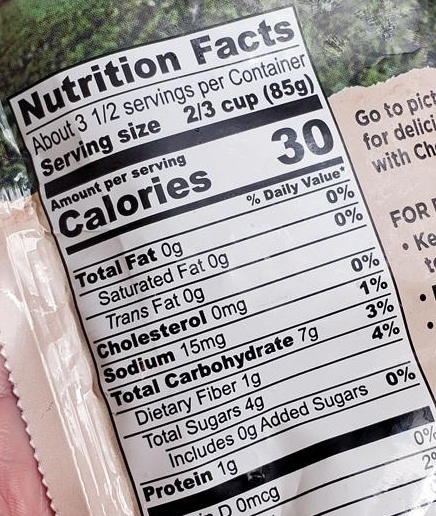 Nutrition Facts
About 3 1/2 servings per Container
Serving size 2/3 cup (85g)
Amount per serving
Calories 30
% Daily Value*
Total Fat 0g 0%
Saturated Fat 0g 0%
Trans Fat 0g
Cholesterol 0mg 0%
Sodium 15mg 1%
Total Carbohydrate 7g 3%
Dietary Fiber 1g 4%
Total Sugars 4g
Includes 0g Added Sugars 0%
Protein 1g
D 0mcg 0%
Go to
for
with
FOR